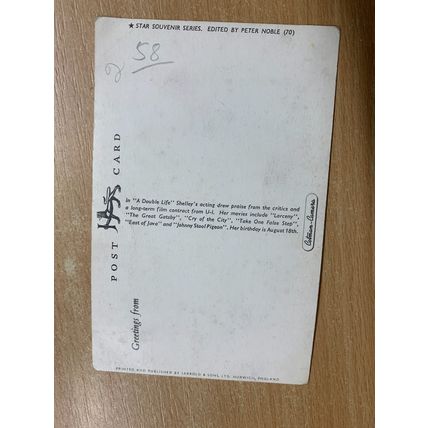 ★ STAR SOUVENIR SERIES. EDITED BY PETER NOBLE (70)
58
POST CARD
In "A Double Life" Shelley's acting drew praise from the critics and
a long-term film contract from U-I. Her movies include "Larceny",
"The Great Gatsby", "Cry of the City", "Take One False Step",
"East of Java" and "Johnny Stool Pigeon". Her birthday is August 18th.
Greetings from
PRINTED AND PUBLISHED BY JARROLD & SONS, LTD. NORWICH, ENGLAND